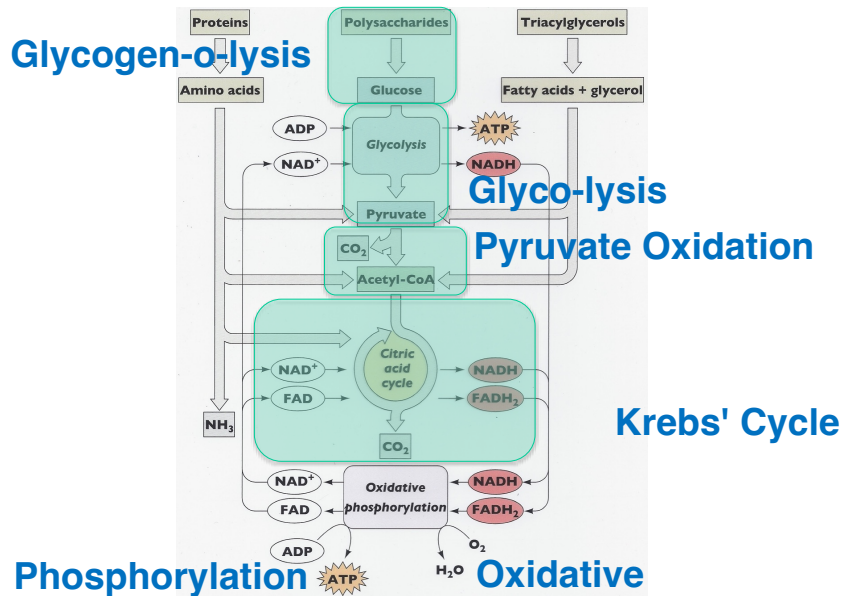 Proteins
Polysaccharides
Triacylglycerols
Glycogen-o-lysis
Amino acids
Glucose
Fatty acids + glycerol
ADP
ATP
Glycolysis
NAD+
NADH
Glyco-lysis
Pyruvate
CO2
Pyruvate Oxidation
Acetyl-CoA
Citric
acid
cycle
NAD+
NADH
FAD
FADH2
NH3
Krebs' Cycle
CO2
NAD+
Oxidative
phosphorylation
NADH
FAD
FADH2
ADP
O2
Phosphorylation
ATP
H2O
Oxidative